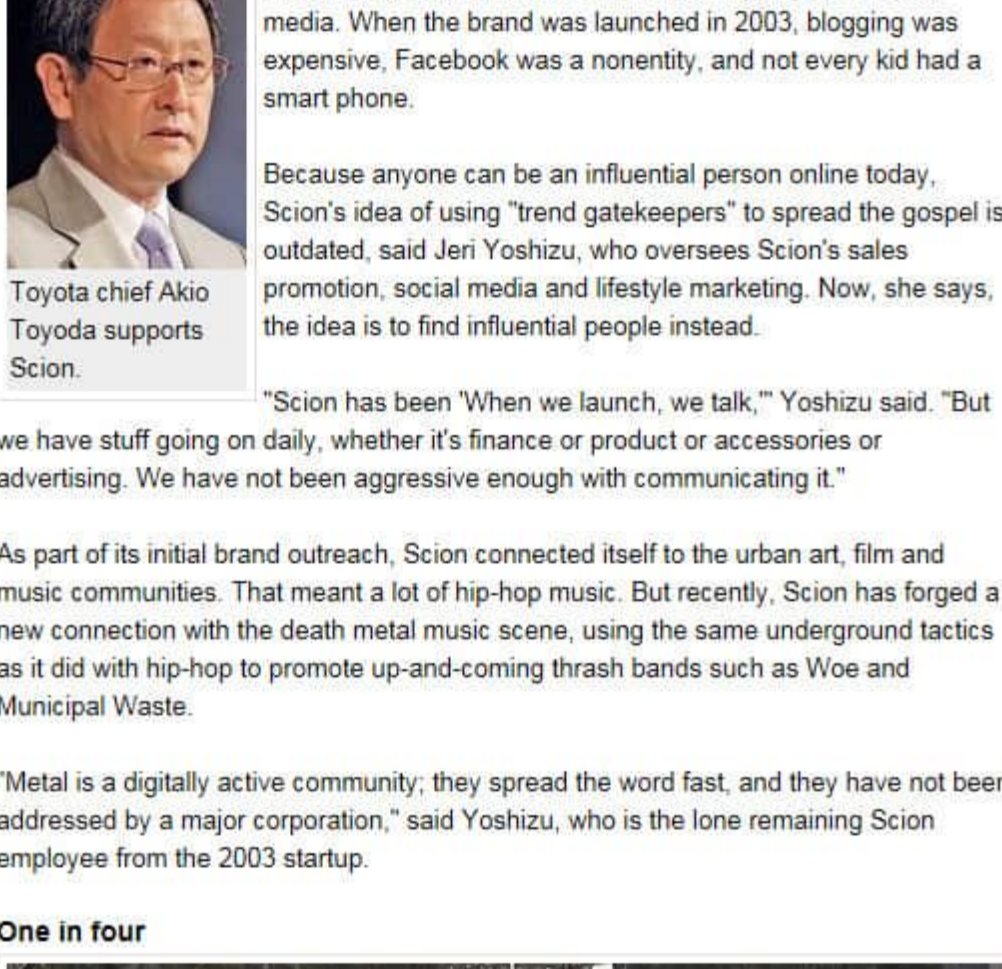 media. When the brand was launched in 2003, blogging was
expensive, Facebook was a nonentity, and not every kid had a
smart phone.
Because anyone can be an influential person online today,
Scion's idea of using "trend gatekeepers" to spread the gospel is
outdated, said Jeri Yoshizu, who oversees Scion's sales
promotion, social media and lifestyle marketing. Now, she says,
the idea is to find influential people instead.
Toyota chief Akio
Toyoda supports
Scion.
"Scion has been 'When we launch, we talk,'" Yoshizu said. "But
we have stuff going on daily, whether it's finance or product or accessories or
advertising. We have not been aggressive enough with communicating it."
As part of its initial brand outreach, Scion connected itself to the urban art, film and
music communities. That meant a lot of hip-hop music. But recently, Scion has forged a
new connection with the death metal music scene, using the same underground tactics
as it did with hip-hop to promote up-and-coming thrash bands such as Woe and
Municipal Waste.
"Metal is a digitally active community; they spread the word fast, and they have not been
addressed by a major corporation," said Yoshizu, who is the lone remaining Scion
employee from the 2003 startup.
One in four